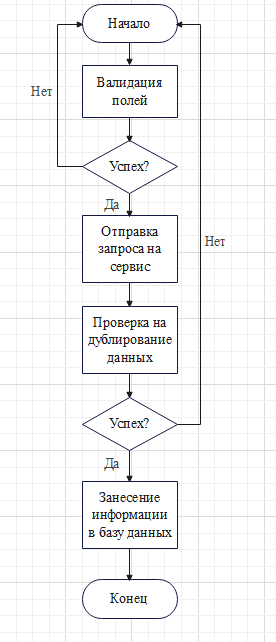 Начало
Валидация
полей
Нет
Успех?
Да
Отправка
запроса на
сервис
Нет
Проверка на
дублирование
данных
Успех?
Да
Занесение
информации
в базу данных
Конец